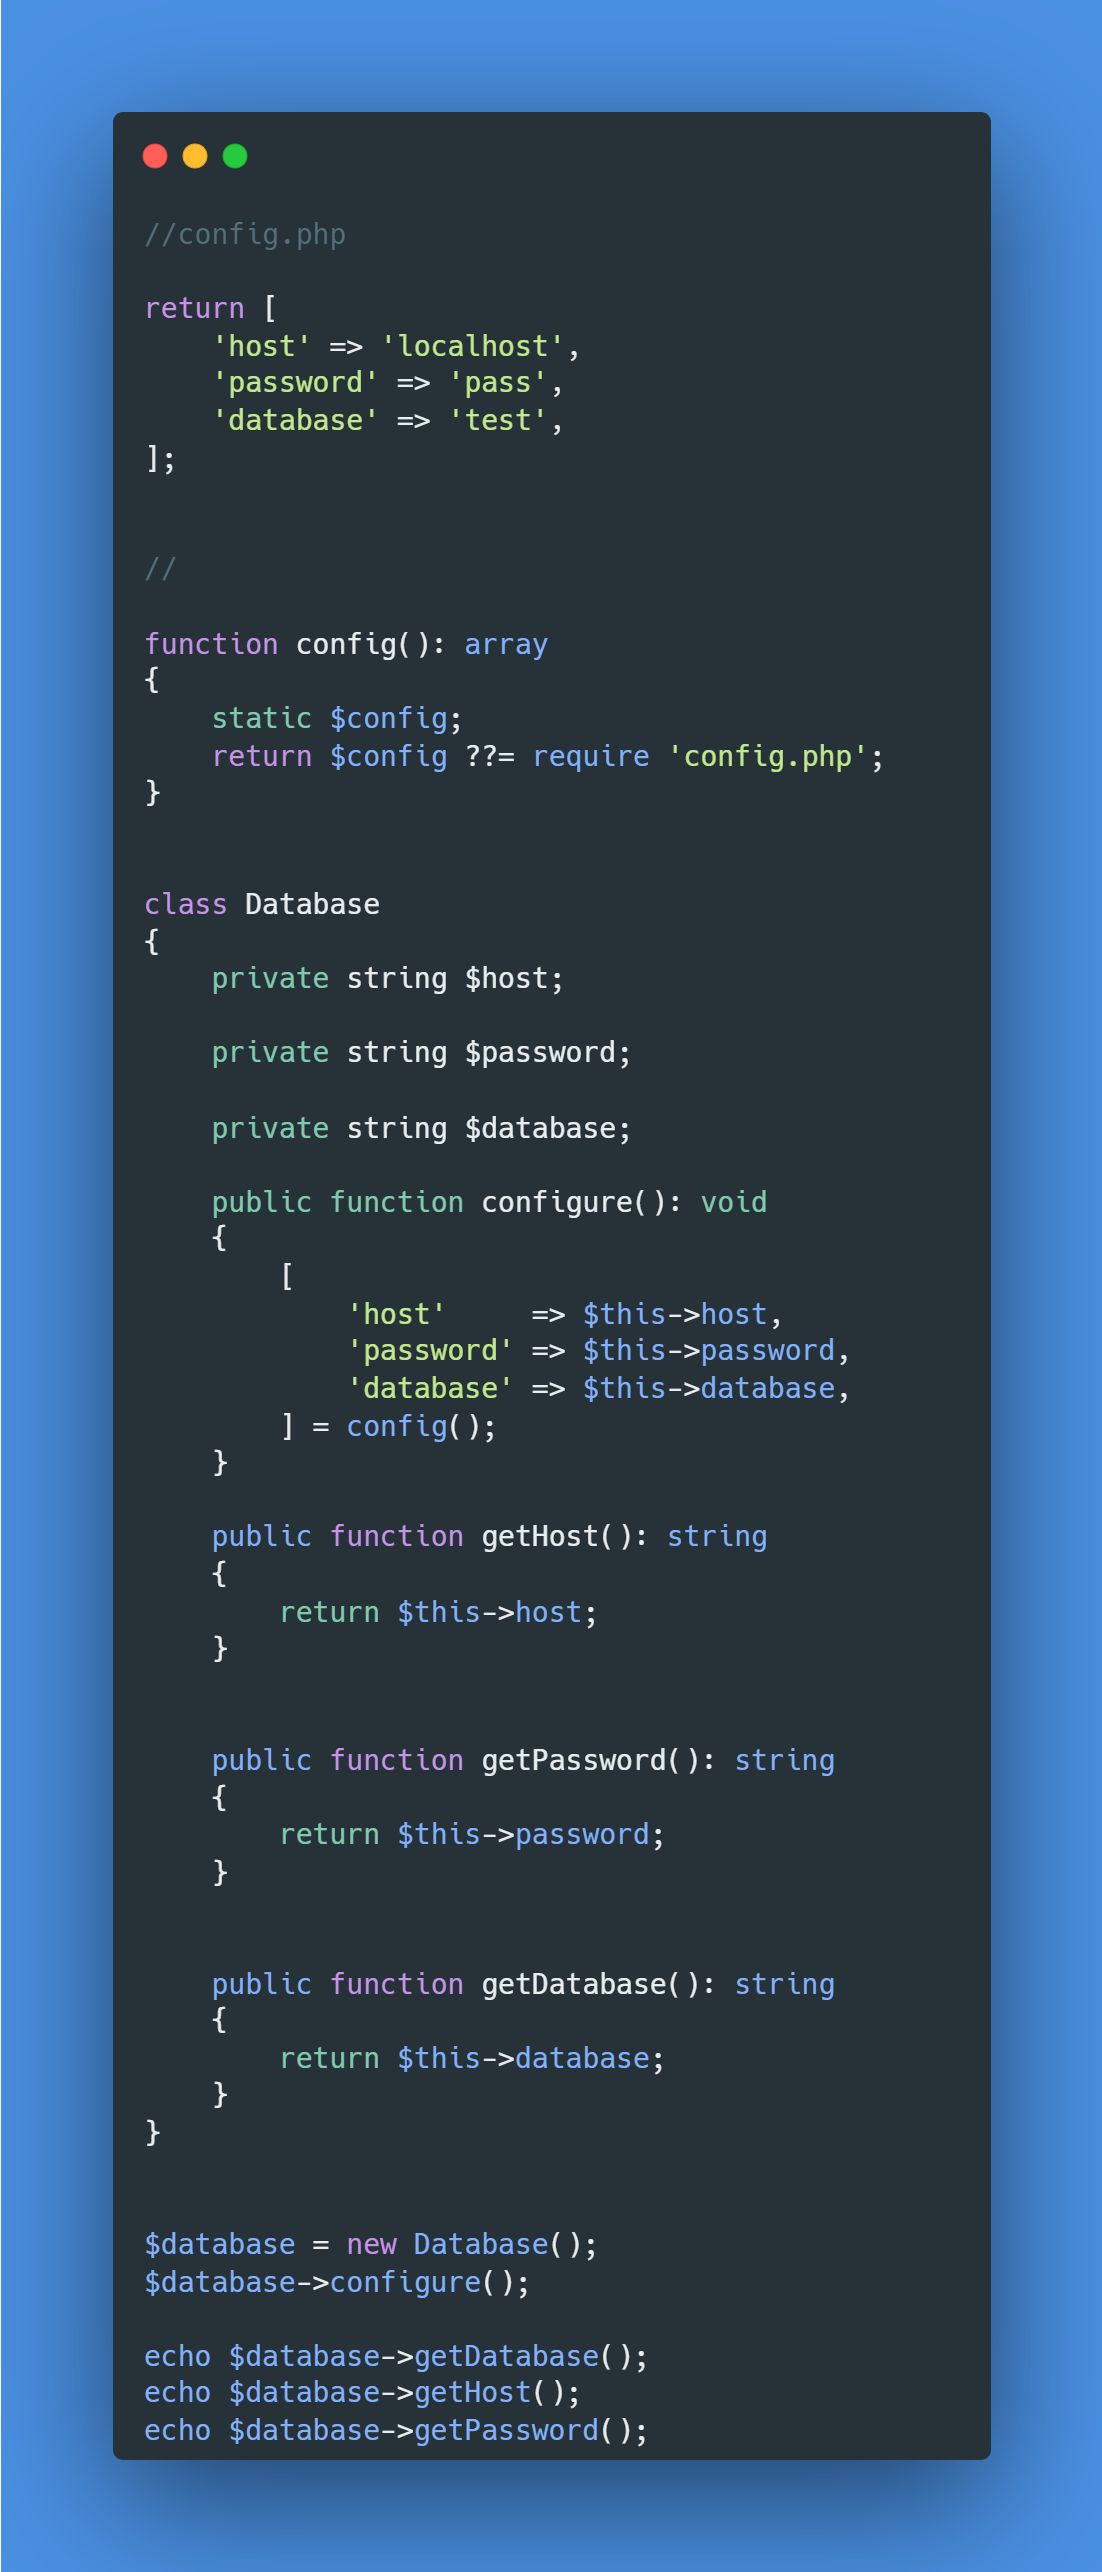 //config.php
return [
    'host' => 'localhost',
    'password' => 'pass',
    'database' => 'test',
];
//
function config(): array
{
    static $config;
    return $config ??= require 'config.php';
}
class Database
{
    private string $host;
    private string $password;
    private string $database;
    public function configure(): void
    {
        [
            'host'     => $this->host,
            'password' => $this->password,
            'database' => $this->database,
        ] = config();
    }
    public function getHost(): string
    {
        return $this->host;
    }
    public function getPassword(): string
    {
        return $this->password;
    }
    public function getDatabase(): string
    {
        return $this->database;
    }
}
$database = new Database();
$database->configure();
echo $database->getDatabase();
echo $database->getHost();
echo $database->getPassword();